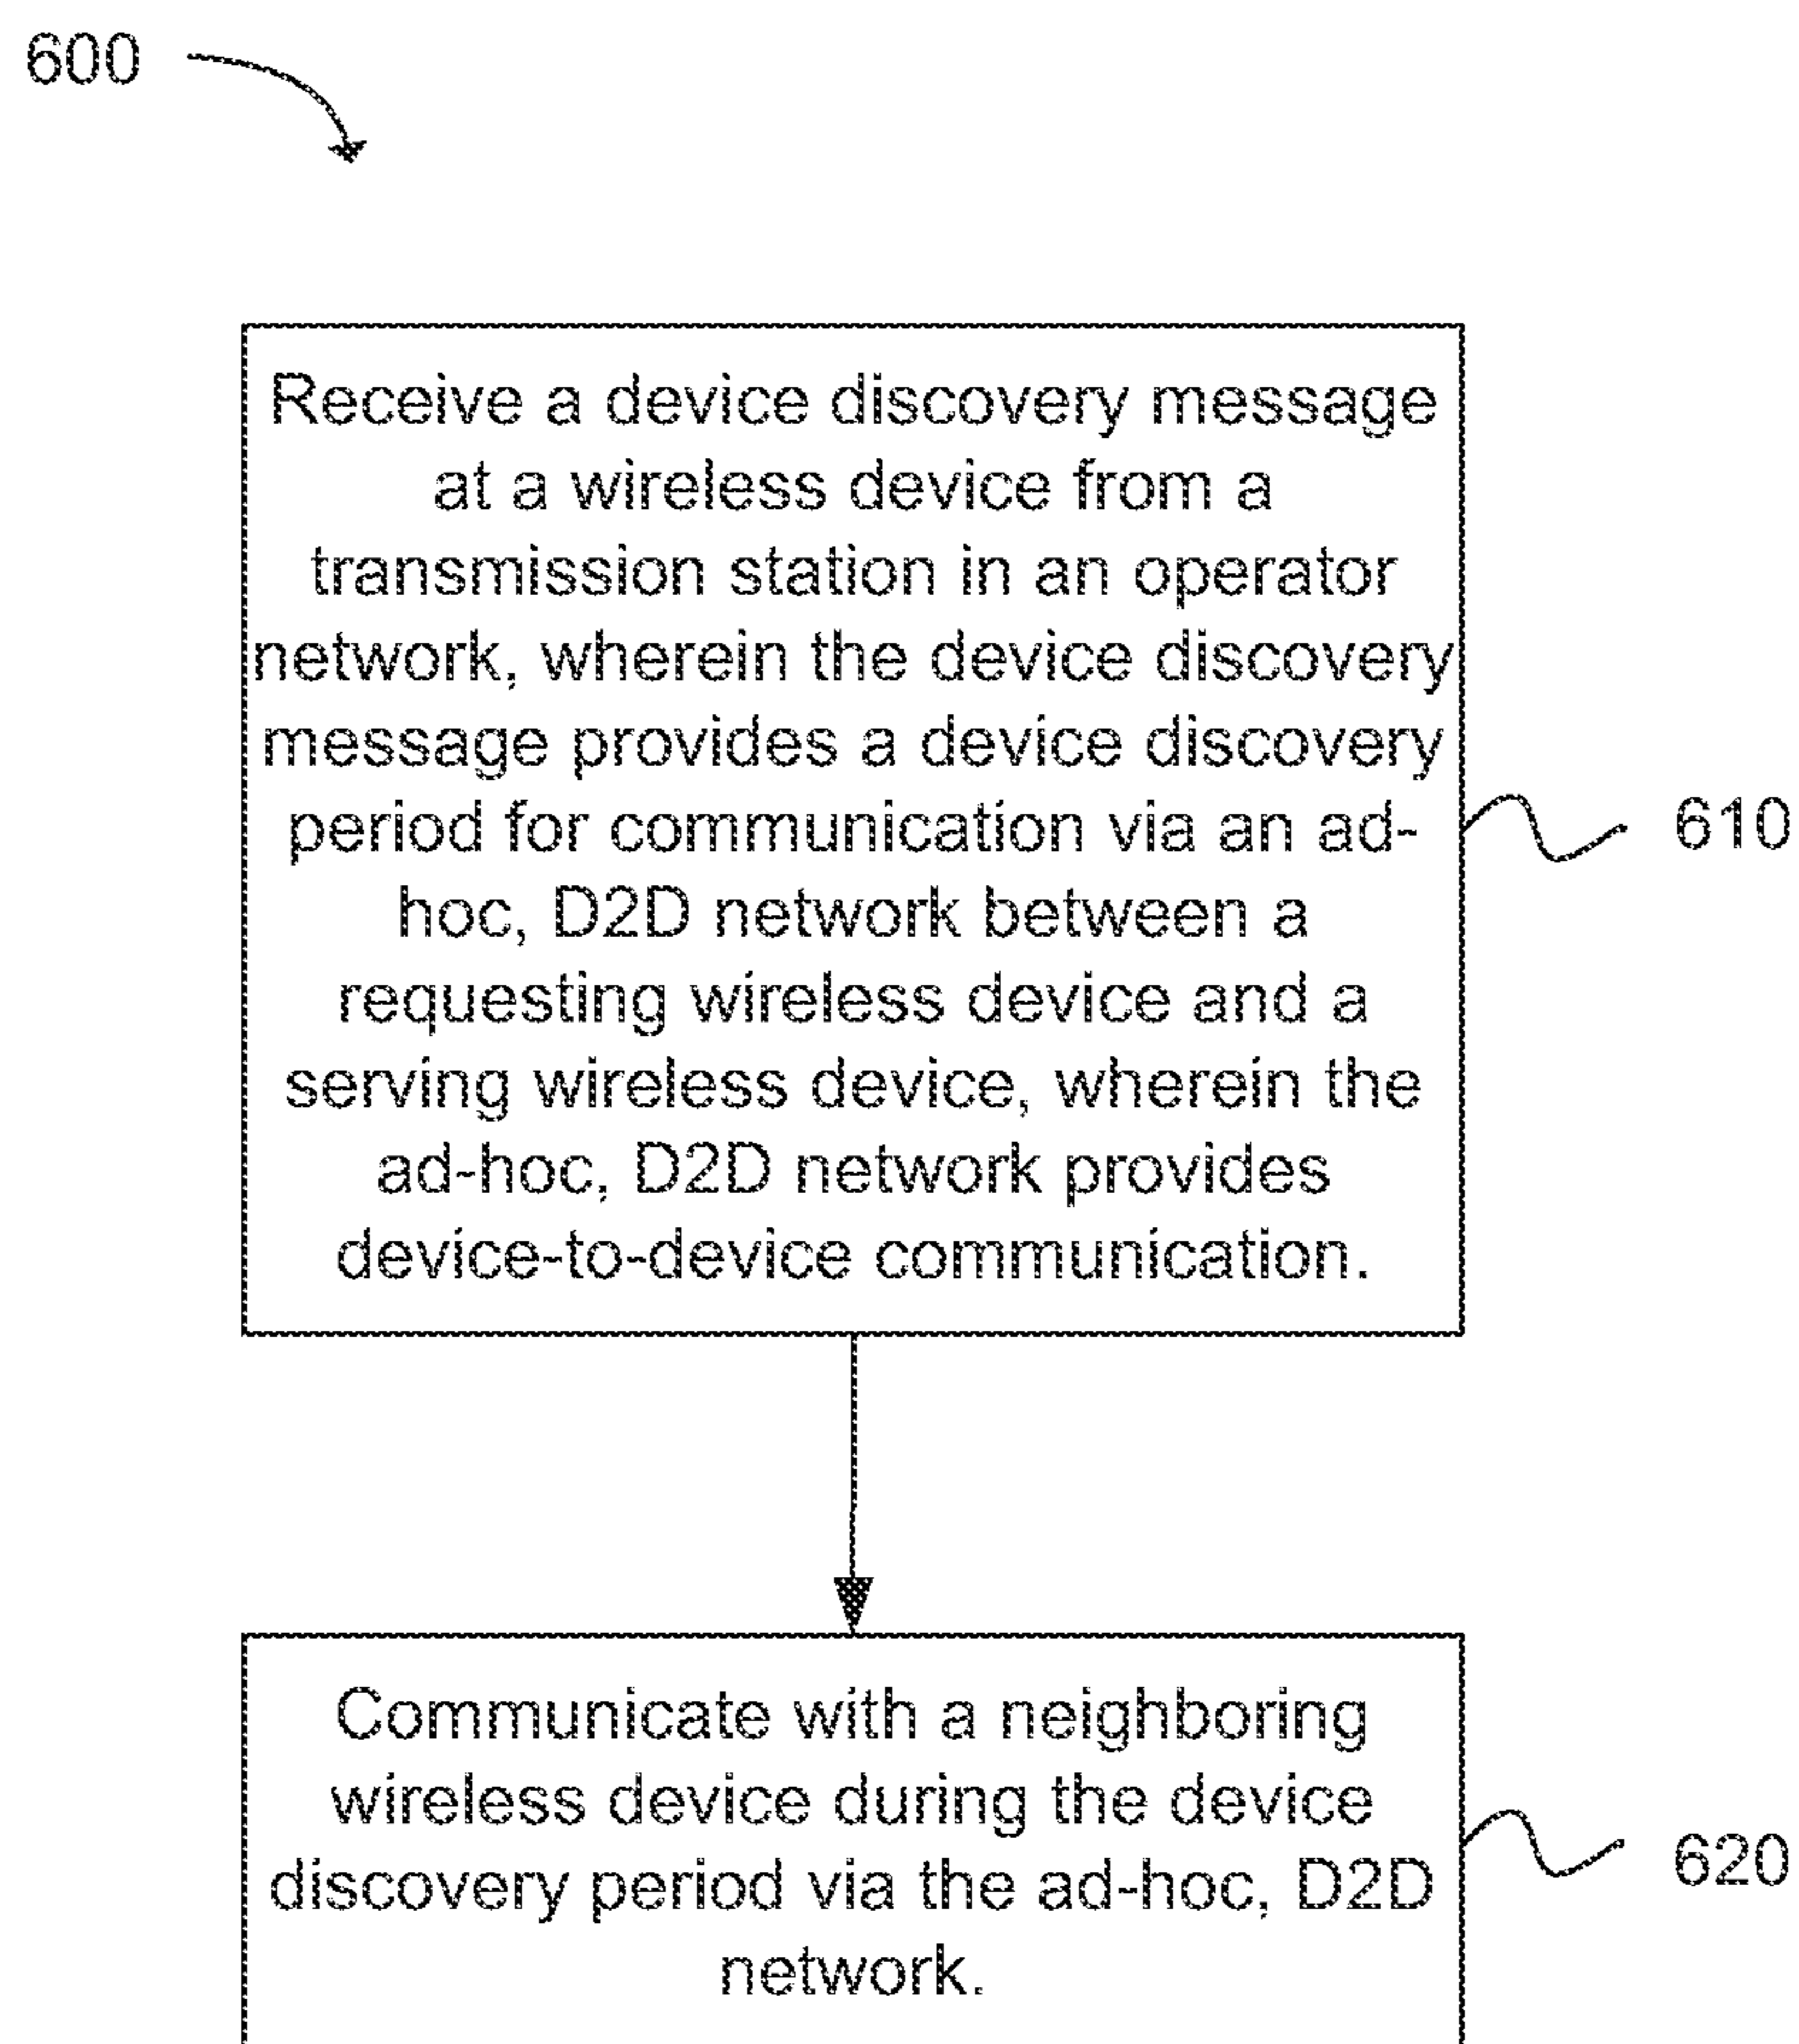 600
Receive a device discovery message
at a wireless device from a
transmission station in an operator
network, wherein the device discovery
message provides a device discovery
period for communication via an ad-
hoc, D2D network between a
requesting wireless device and a
serving wireless device, wherein the
ad-hoc, D2D network provides
device-to-device communication.
610
Communicate with a neighboring
wireless device during the device
discovery period via the ad-hoc, D2D
network.
620